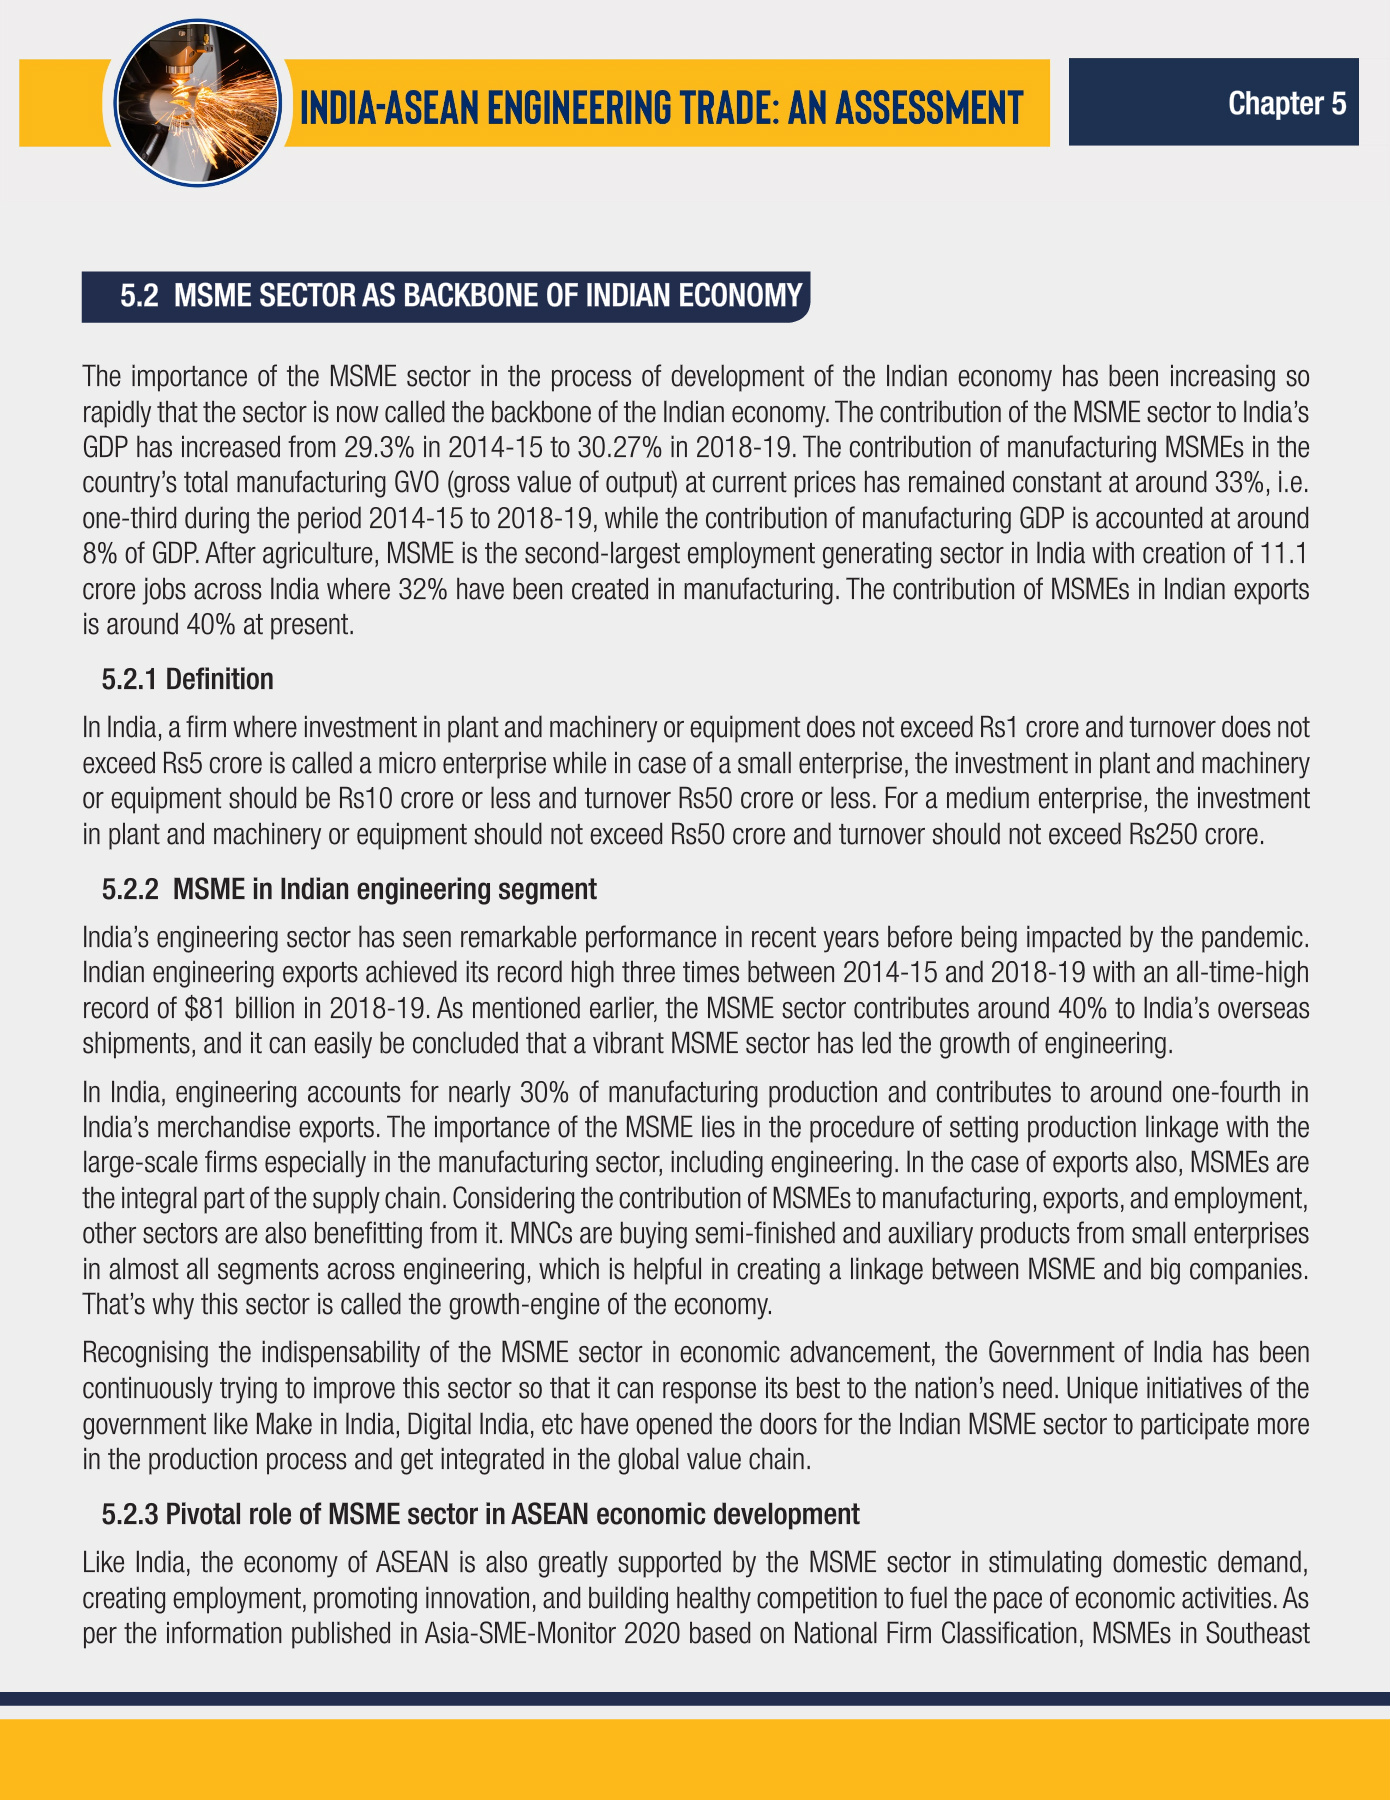 INDIA-ASEAN ENGINEERING TRADE: AN ASSESSMENT
Chapter 5
5.2 MSME SECTOR AS BACKBONE OF INDIAN ECONOMY
The importance of the MSME sector in the process of development of the Indian economy has been increasing so
rapidly that the sector is now called the backbone of the Indian economy. The contribution of the MSME sector to India's
GDP has increased from 29.3% in 2014-15 to 30.27% in 2018-19. The contribution of manufacturing MSMEs in the
country's total manufacturing GVO (gross value of output) at current prices has remained constant at around 33%, i.e.
one-third during the period 2014-15 to 2018-19, while the contribution of manufacturing GDP is accounted at around
8% of GDP. After agriculture, MSME is the second-largest employment generating sector in India with creation of 11.1
crore jobs across India where 32% have been created in manufacturing. The contribution of MSMEs in Indian exports
is around 40% at present.
5.2.1 Definition
In India, a firm where investment in plant and machinery or equipment does not exceed Rs1 crore and turnover does not
exceed Rs5 crore is called a micro enterprise while in case of a small enterprise, the investment in plant and machinery
or equipment should be Rs10 crore or less and turnover Rs50 crore or less. For a medium enterprise, the investment
in plant and machinery or equipment should not exceed Rs50 crore and turnover should not exceed Rs250 crore.
5.2.2 MSME in Indian engineering segment
India's engineering sector has seen remarkable performance in recent years before being impacted by the pandemic.
Indian engineering exports achieved its record high three times between 2014-15 and 2018-19 with an all-time-high
record of $81 billion in 2018-19. As mentioned earlier, the MSME sector contributes around 40% to India's overseas
shipments, and it can easily be concluded that a vibrant MSME sector has led the growth of engineering.
In India, engineering accounts for nearly 30% of manufacturing production and contributes to around one-fourth in
India's merchandise exports. The importance of the MSME lies in the procedure of setting production linkage with the
large-scale firms especially in the manufacturing sector, including engineering. In the case of exports also, MSMEs are
the integral part of the supply chain. Considering the contribution of MSMEs to manufacturing, exports, and employment,
other sectors are also benefitting from it. MNCs are buying semi-finished and auxiliary products from small enterprises
in almost all segments across engineering, which is helpful in creating a linkage between MSME and big companies.
That's why this sector is called the growth-engine of the economy.
Recognising the indispensability of the MSME sector in economic advancement, the Government of India has been
continuously trying to improve this sector so that it can response its best to the nation's need. Unique initiatives of the
government like Make in India, Digital India, etc have opened the doors for the Indian MSME sector to participate more
in the production process and get integrated in the global value chain.
5.2.3 Pivotal role of MSME sector in ASEAN economic development
Like India, the economy of ASEAN is also greatly supported by the MSME sector in stimulating domestic demand,
creating employment, promoting innovation, and building healthy competition to fuel the pace of economic activities. As
per the information published in Asia-SME-Monitor 2020 based on National Firm Classification, MSMEs in Southeast